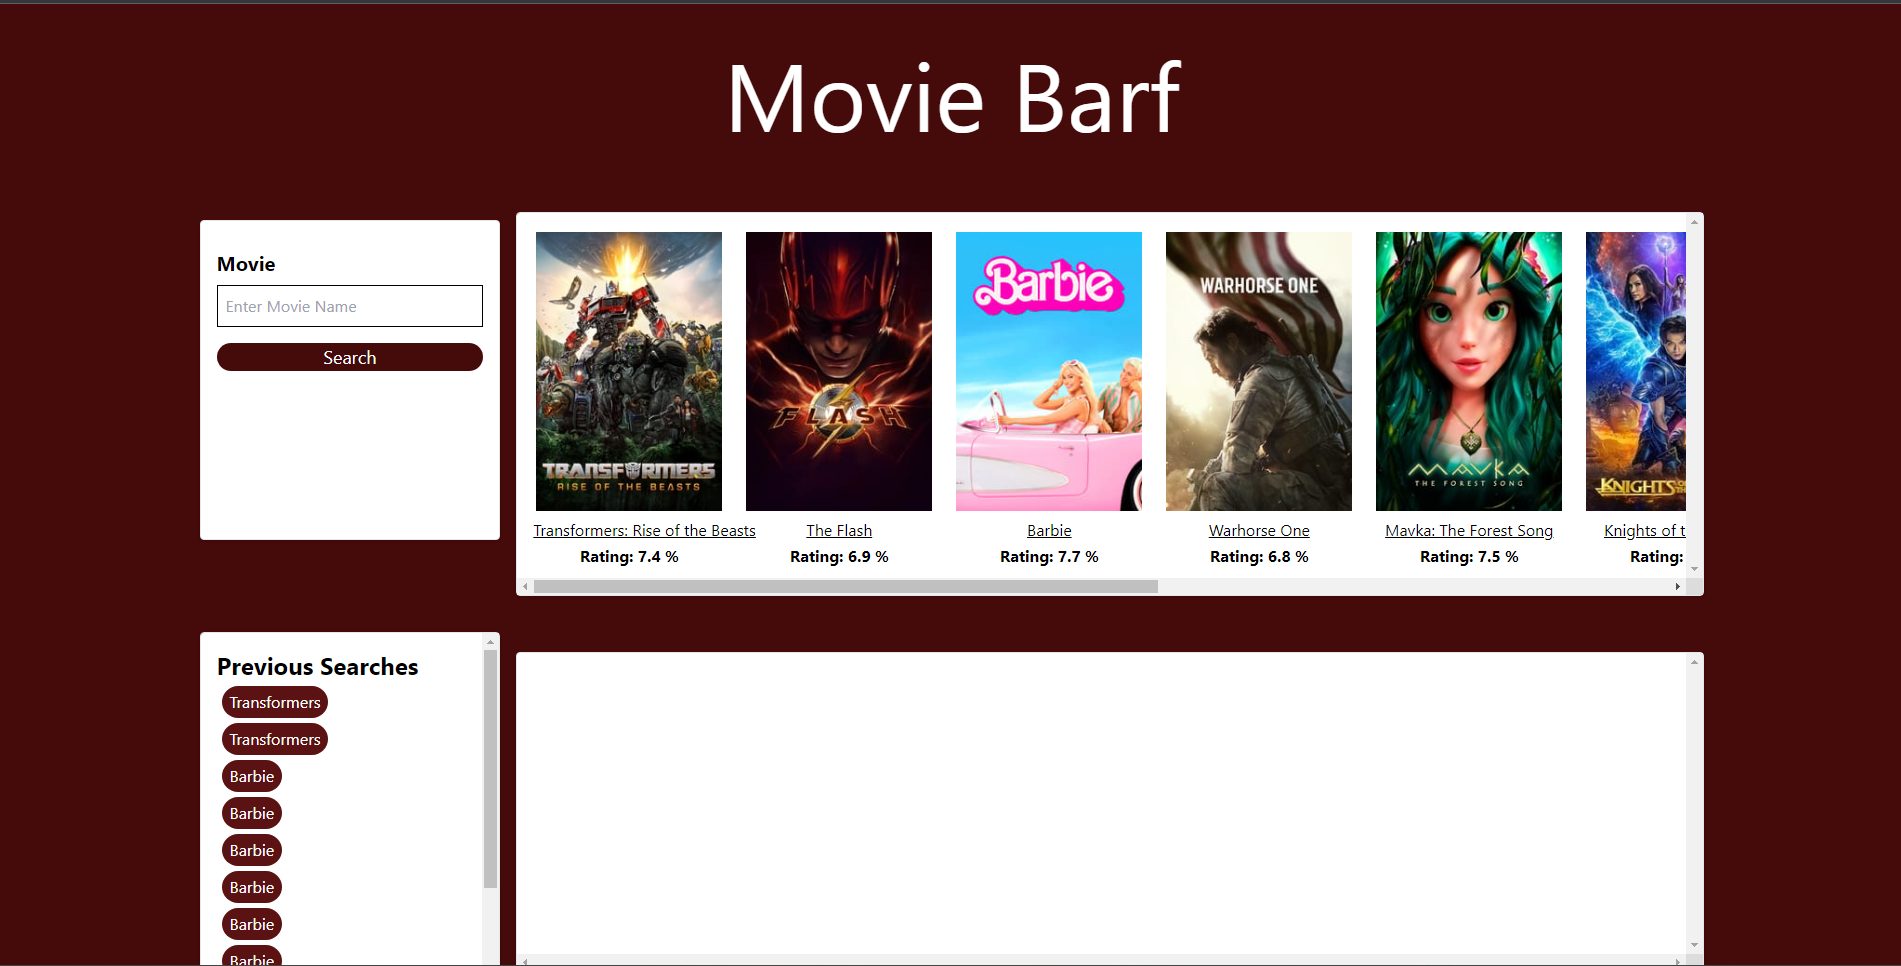 Movie Barf
Movie
Enter Movie Name
Search
Barbie
WARHORSE ONE
FLASH
TRANSFORMERS
RISE OF THE BEASTS
MAVKA
THE FOREST SONG
KNIGHTS
Transformers: Rise of the Beasts
The Flash
Barbie
Warhorse One
Mavka: The Forest Song
Knights of t
Rating: 7.4 %
Rating: 6.9 %
Rating: 7.7 %
Rating: 6.8 %
Rating: 7.5 %
Rating:
Previous Searches
Transformers
Transformers
Barbie
Barbie
Barbie
Barbie
Barbie
Barbie